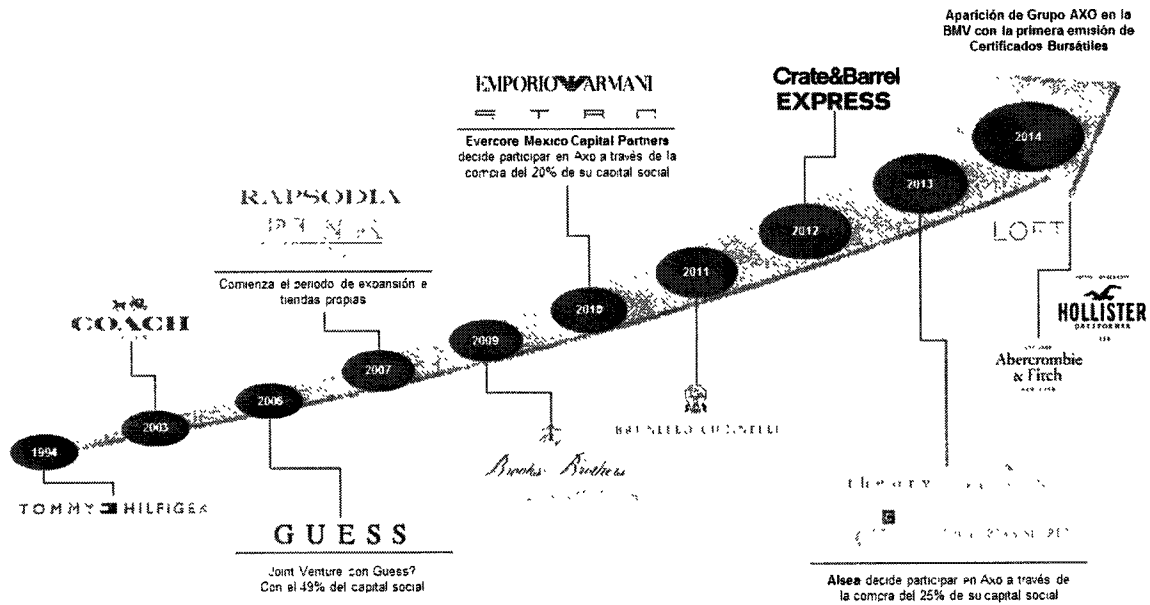 Aparición de Grupo AXO en la
BMV con la primera emisión de
Certificados Bursátiles
EMPORIO ARMANI
Evercore Mexico Capital Partners
decide participar en Axo a través de la
compra del 20% de su capital social
Crate&Barrel
EXPRESS
2014
2013
2012
2011
2010
2009
2007
2006
2003
1994
RAPSODIA
Comienza el periodo de expansión e
tiendas propias
COACH
LOFT
HOLLISTER
CALIFORNIA
Abercrombie
& Fitch
BRUNELLO CUCINELLI
Brooks Brothers
TOMMY HILFIGER
GUESS
Joint Venture con Guess?
Con el 49% del capital social
theory
Alsea decide participar en Axo a través de
la compra del 25% de su capital social